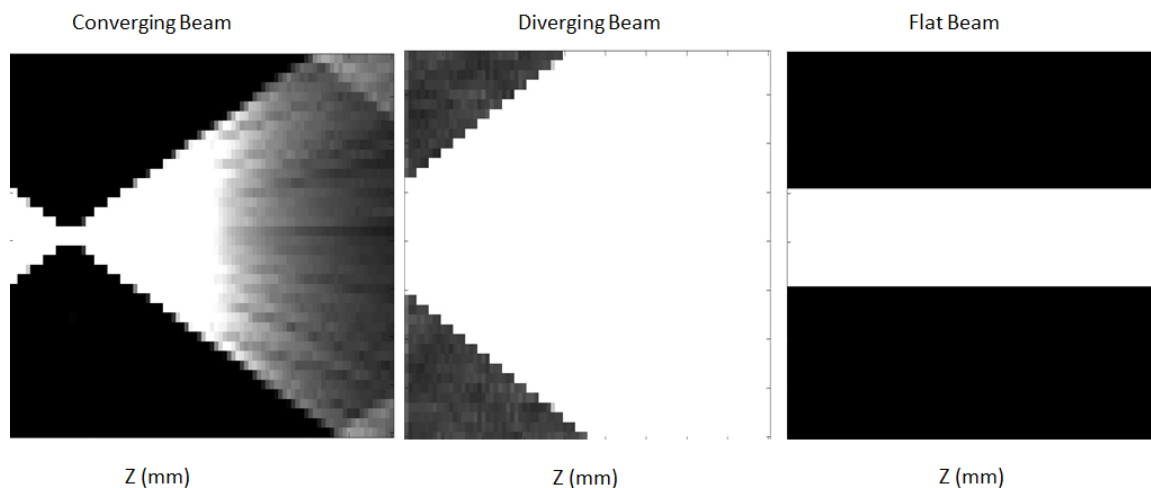 Converging Beam
Diverging Beam
Flat Beam
Z (mm)
Z (mm)
Z (mm)